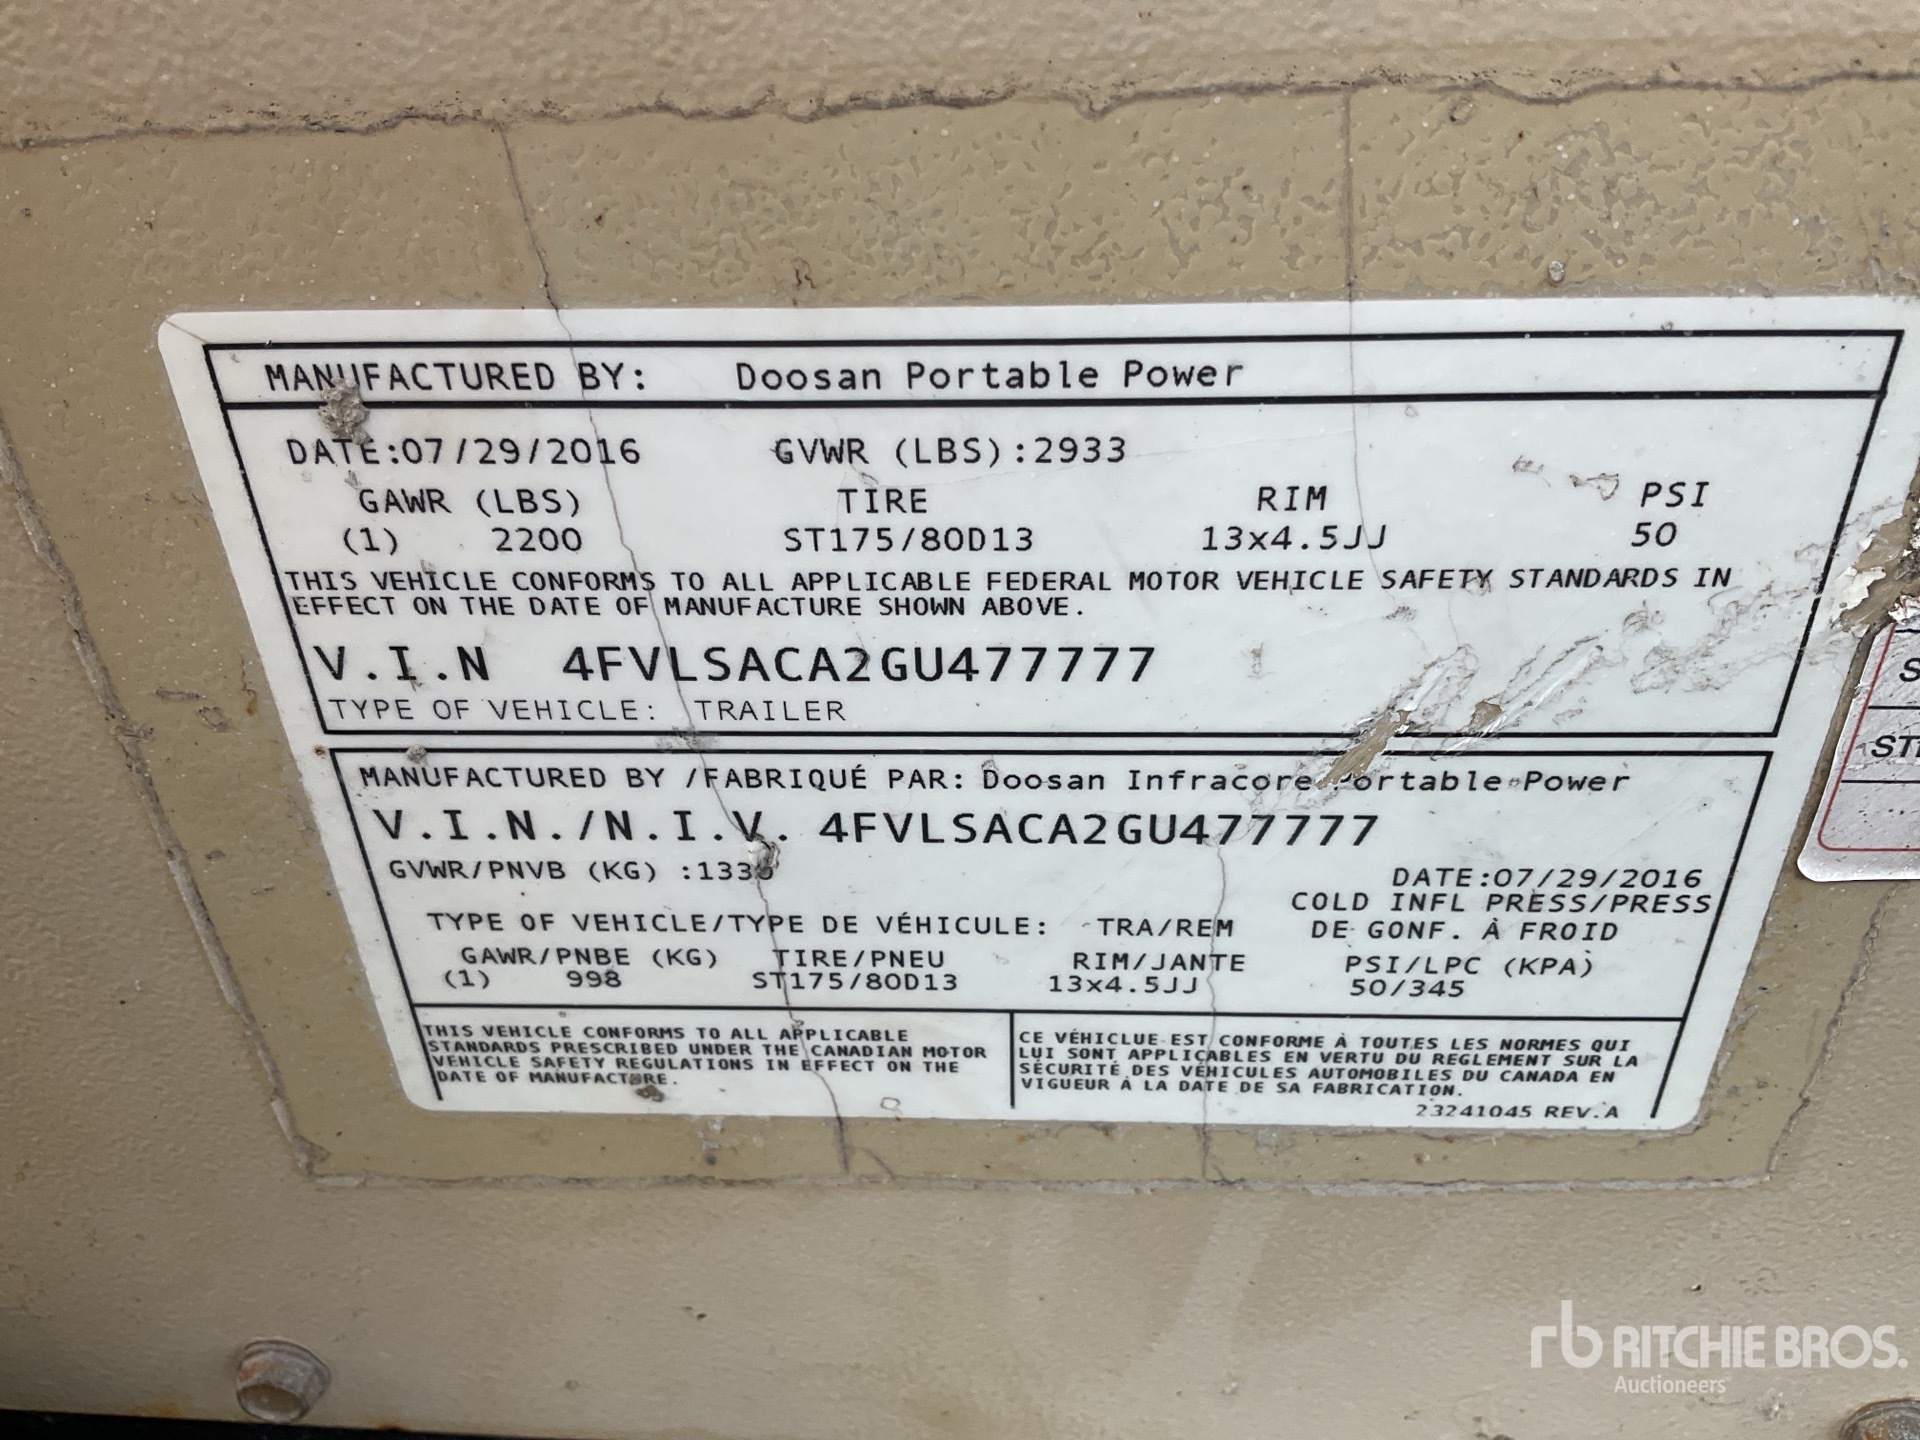 MANUFACTURED BY: Doosan Portable Power
DATE:07/29/2016 GVWR (LBS):2933
GAWR (LBS) TIRE RIM PSI
(1) 2200 ST175/80D13 13x4.5JJ 50
THIS VEHICLE CONFORMS TO ALL APPLICABLE FEDERAL MOTOR VEHICLE SAFETY STANDARDS IN
EFFECT ON THE DATE OF MANUFACTURE SHOWN ABOVE.
V.I.N 4FVLSACA2GU477777
TYPE OF VEHICLE: TRAILER
MANUFACTURED BY /FABRIQUÉ PAR: Doosan Infracore Portable Power
V.I.N./N.I.V. 4FVLSACA2GU477777
GVWR/PNVB (KG) :
DATE:07/29/2016
COLD INFL PRESS/PRESS
TYPE OF VEHICLE/TYPE DE VÉHICULE: TRA/REM DE GONF. À FROID
GAWR/PNBE (KG) TIRE/PNEU RIM/JANTE PSI/LPC (KPA)
(1) 998 ST175/80D13 13x4.5JJ 50/345
THIS VEHICLE CONFORMS TO ALL APPLICABLE
STANDARDS PRESCRIBED UNDER THE CANADIAN MOTOR
VEHICLE SAFETY REGULATIONS IN EFFECT ON THE
DATE OF MANUFACTURE.
CE VÉHICLUE EST CONFORME À TOUTES LES NORMES QUI
LUI SONT APPLICABLES EN VERTU DU REGLEMENT SUR LA
SÉCURITÉ DES VÉHICULES AUTOMOBILES DU CANADA EN
VIGUEUR À LA DATE DE SA FABRICATION.
23241045 REV.A
rb RITCHIE BROS.
Auctioneers